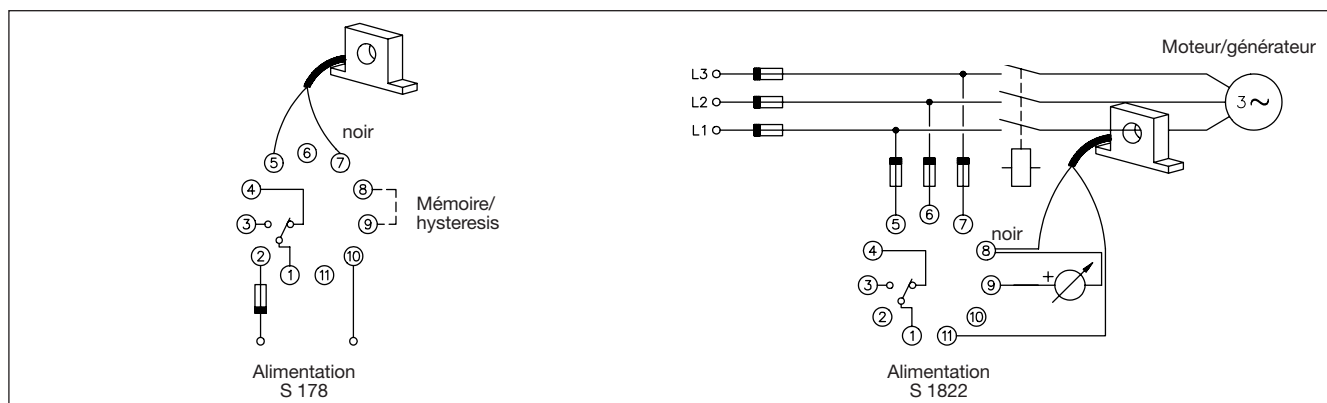 noir
5
6
7
4
8
3
9
Mémoire/
hysteresis
2
1
11
10
Alimentation
S 178
Moteur/générateur
L3
L2
L1
3 ~
5
6
7
noir
4
8
3
9
+
2
10
1
11
Alimentation
S 1822